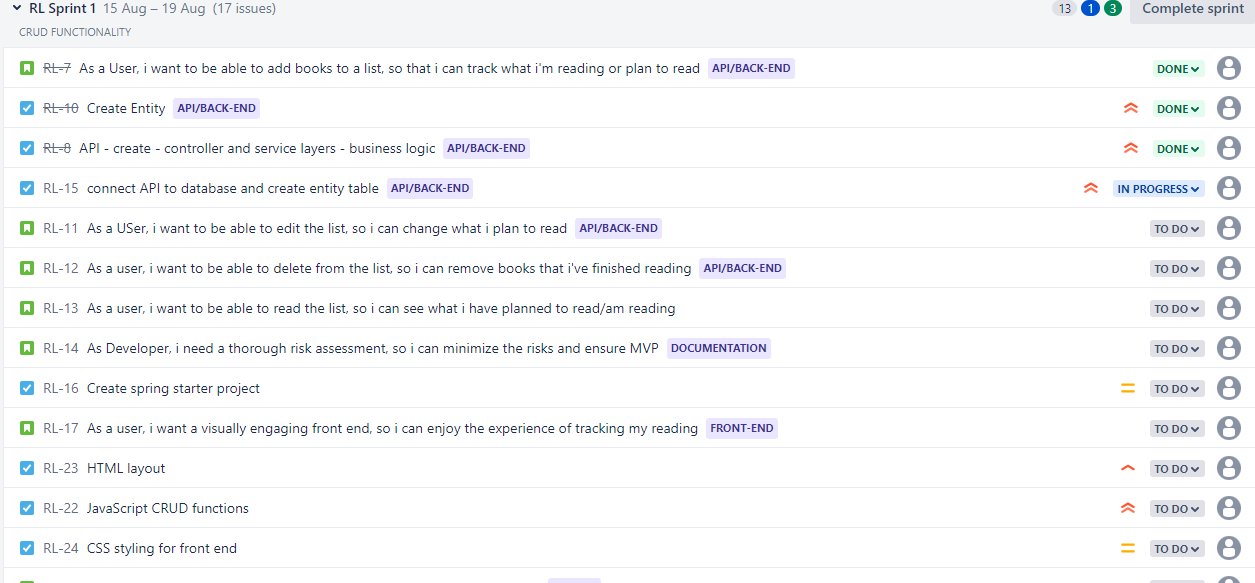 RL Sprint 1 15 Aug – 19 Aug (17 issues) 13 1 3 Complete sprint
CRUD FUNCTIONALITY
RL-7 As a User, i want to be able to add books to a list, so that i can track what i'm reading or plan to read API/BACK-END DONE
RL-10 Create Entity API/BACK-END DONE
RL-8 API - create - controller and service layers - business logic API/BACK-END DONE
RL-15 connect API to database and create entity table API/BACK-END IN PROGRESS
RL-11 As a USer, i want to be able to edit the list, so i can change what i plan to read API/BACK-END TO DO
RL-12 As a user, i want to be able to delete from the list, so i can remove books that i've finished reading API/BACK-END TO DO
RL-13 As a user, i want to be able to read the list, so i can see what i have planned to read/am reading TO DO
RL-14 As Developer, i need a thorough risk assessment, so i can minimize the risks and ensure MVP DOCUMENTATION TO DO
RL-16 Create spring starter project TO DO
RL-17 As a user, i want a visually engaging front end, so i can enjoy the experience of tracking my reading FRONT-END TO DO
RL-23 HTML layout TO DO
RL-22 JavaScript CRUD functions TO DO
RL-24 CSS styling for front end TO DO